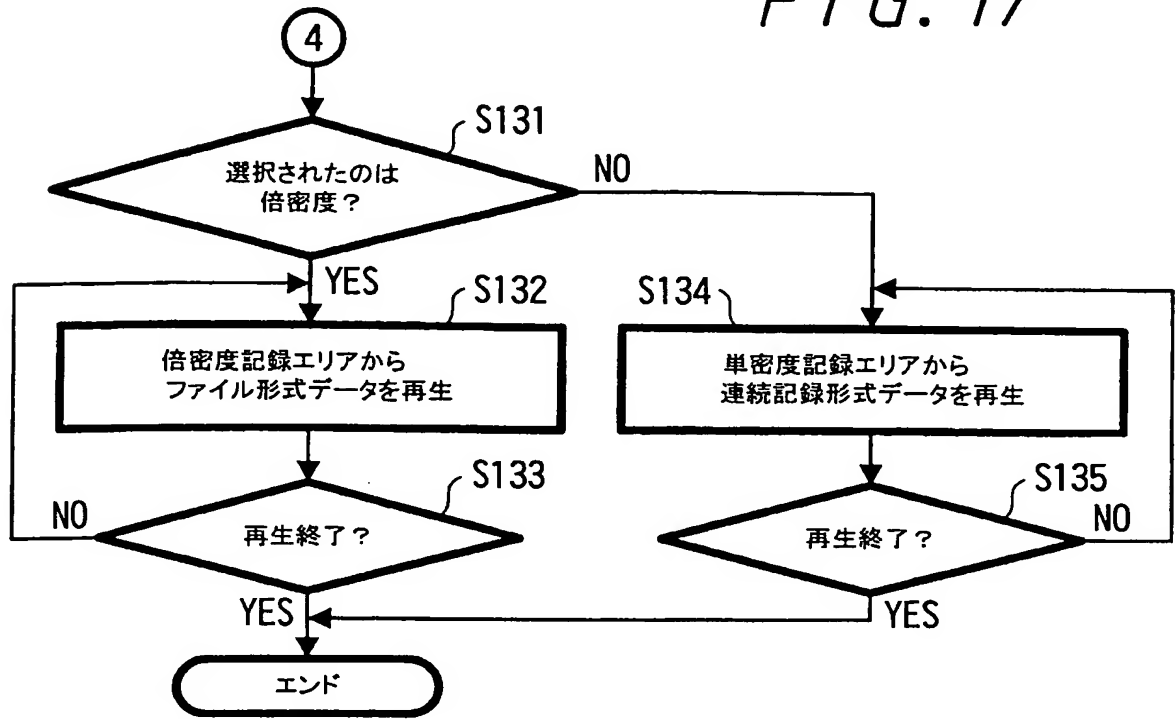 FIG. 17
4
S131
選択されたのは
倍密度?
NO
YES
S132
倍密度記録エリアから
ファイル形式データを再生
S134
単密度記録エリアから
連続記録形式データを再生
S133
再生終了?
NO
YES
S135
再生終了?
NO
YES
エンド